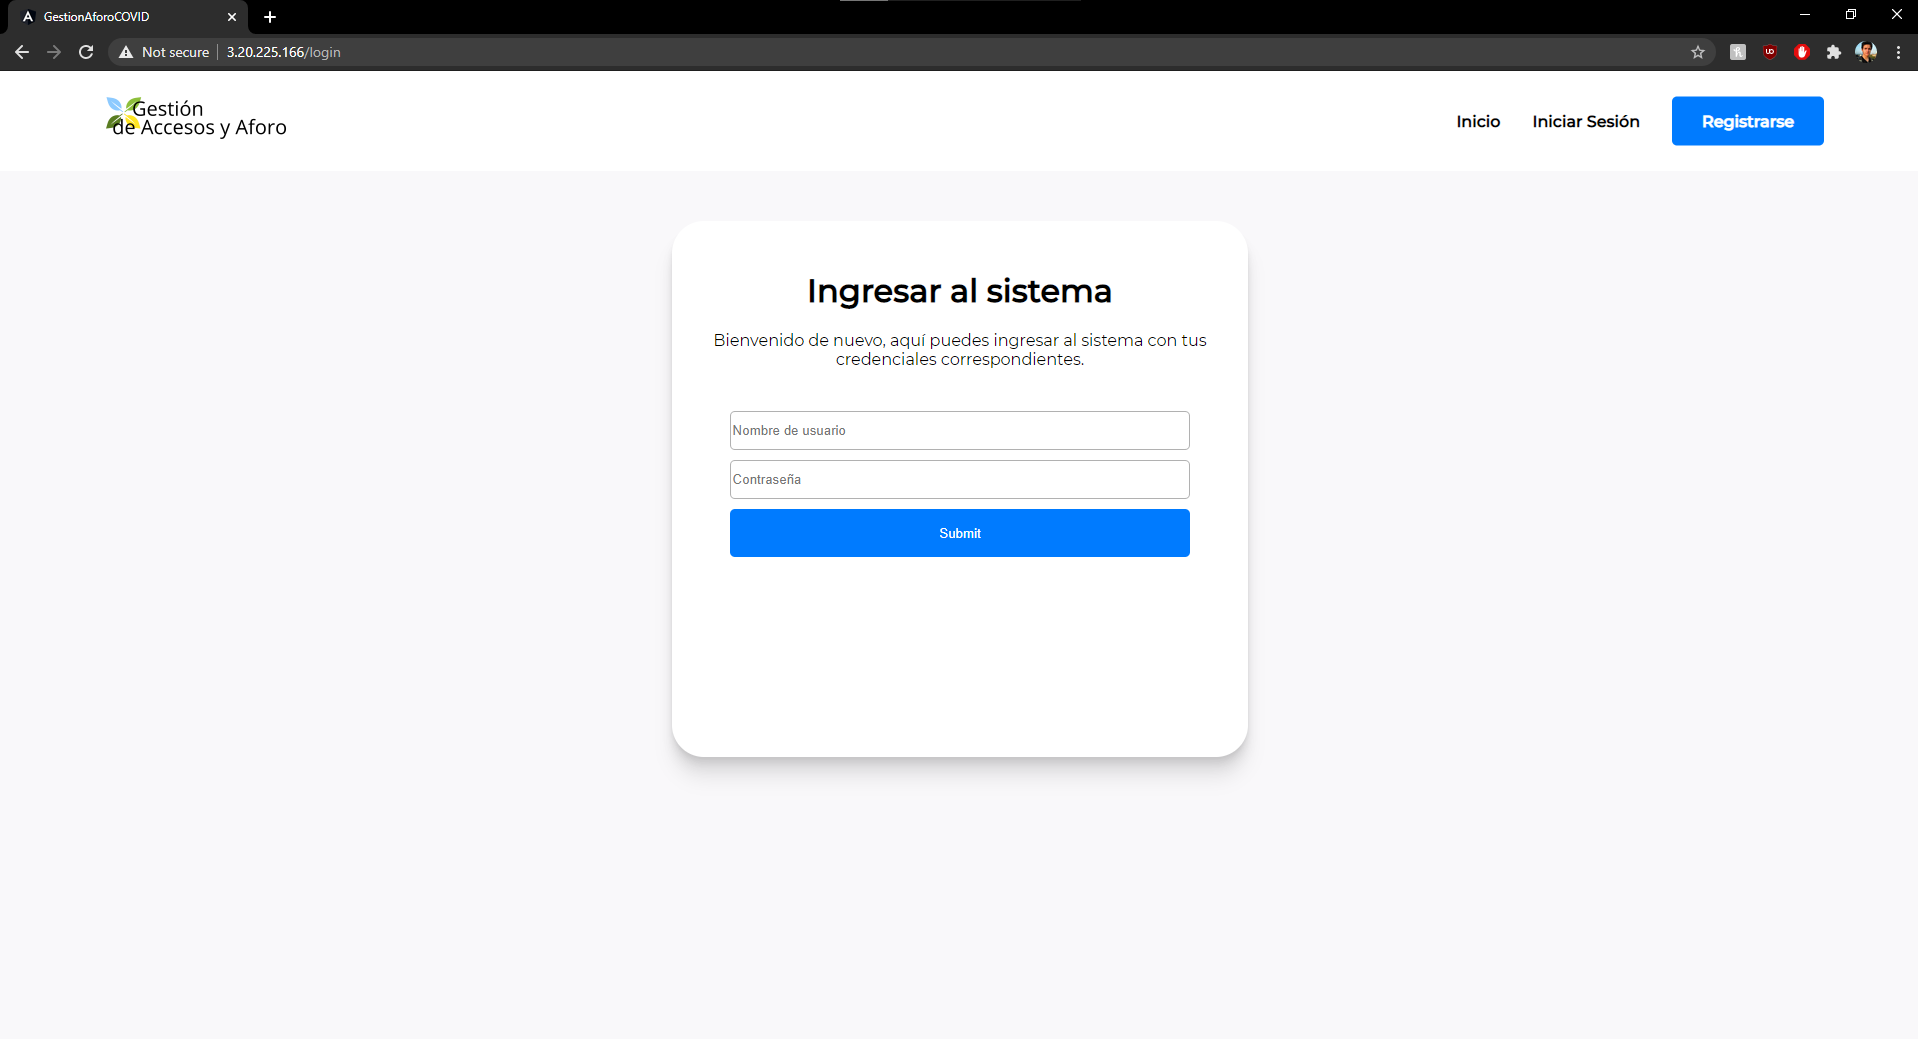 GestionAforoCOVID
Not secure 3.20.225.166/login
Gestión
de Accesos y Aforo
Inicio
Iniciar Sesión
Registrarse
Ingresar al sistema
Bienvenido de nuevo, aquí puedes ingresar al sistema con tus
credenciales correspondientes.
Nombre de usuario
Contraseña
Submit